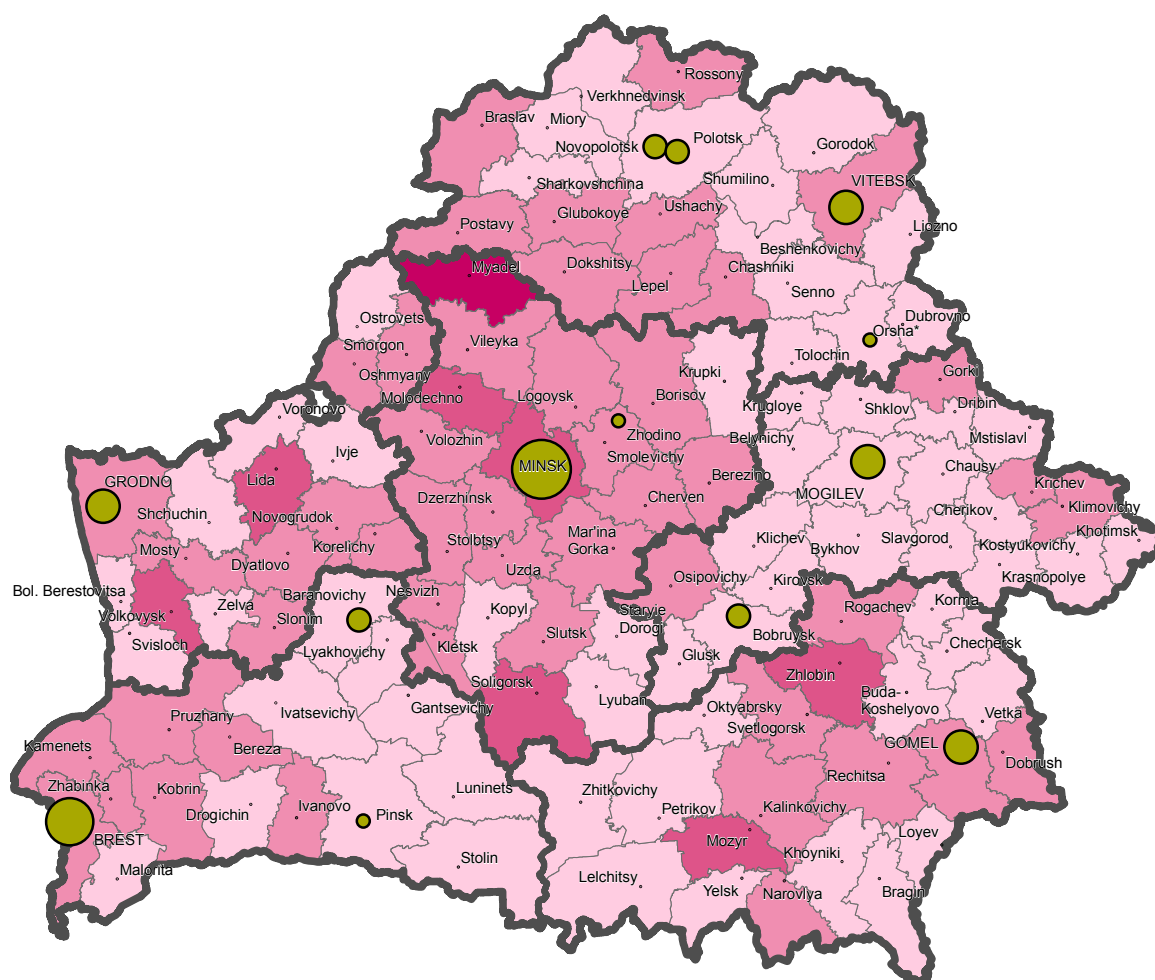 Rossony
Verkhnedvinsk
Braslav
Miory
Novopolotsk
Polotsk
Gorodok
Sharkovshchina
Shumilino
VITEBSK
Glubokoye
Ushachy
Postavy
Liozno
Beshenkovichy
Myadel
Dokshitsy
Lepel
Chashniki
Senno
Ostrovets
Dubrovno
Orsha*
Smorgon
Vileyka
Tolochin
Oshmyany
Krupki
Gorki
Molodechno
Logoysk
Borisov
Voronovo
Krugloye
Shklov
Dribin
Zhodino
Volozhin
Belynichy
Mstislavl
Ivje
Smolevichy
MINSK
Lida
Berezino
Chausy
GRODNO
Krichev
Dzerzhinsk
Cherven
MOGILEV
Klimovichy
Shchuchin
Novogrudok
Cherikov
Khotimsk
Mar'ina
Gorka
Stolbtsy
Klichev
Bykhov
Slavgorod
Kostyukovichy
Mosty
Korelichy
Dyatlovo
Uzda
Osipovichy
Kirovsk
Krasnopolye
Bol. Berestovitsa
Baranovichy
Nesvizh
Zelva
Volkovysk
Kopyl
Staryie
Dorogi
Rogachev
Korma
Slonim
Slutsk
Bobruysk
Svisloch
Lyakhovichy
Kletsk
Glusk
Chechersk
Soligorsk
Zhlobin
Buda-
Koshelyovo
Lyuban
Gantsevichy
Oktyabrsky
Ivatsevichy
Pruzhany
Svetlogorsk
Vetka
Kamenets
Bereza
GOMEL
Dobrush
Rechitsa
Zhabinka
Kobrin
Luninets
Zhitkovichy
Ivanovo
Pinsk
Petrikov
Kalinkovichy
Drogichin
BREST
Mozyr
Loyev
Khoyniki
Stolin
Malorita
Lelchitsy
Yelsk
Narovlya
Bragin